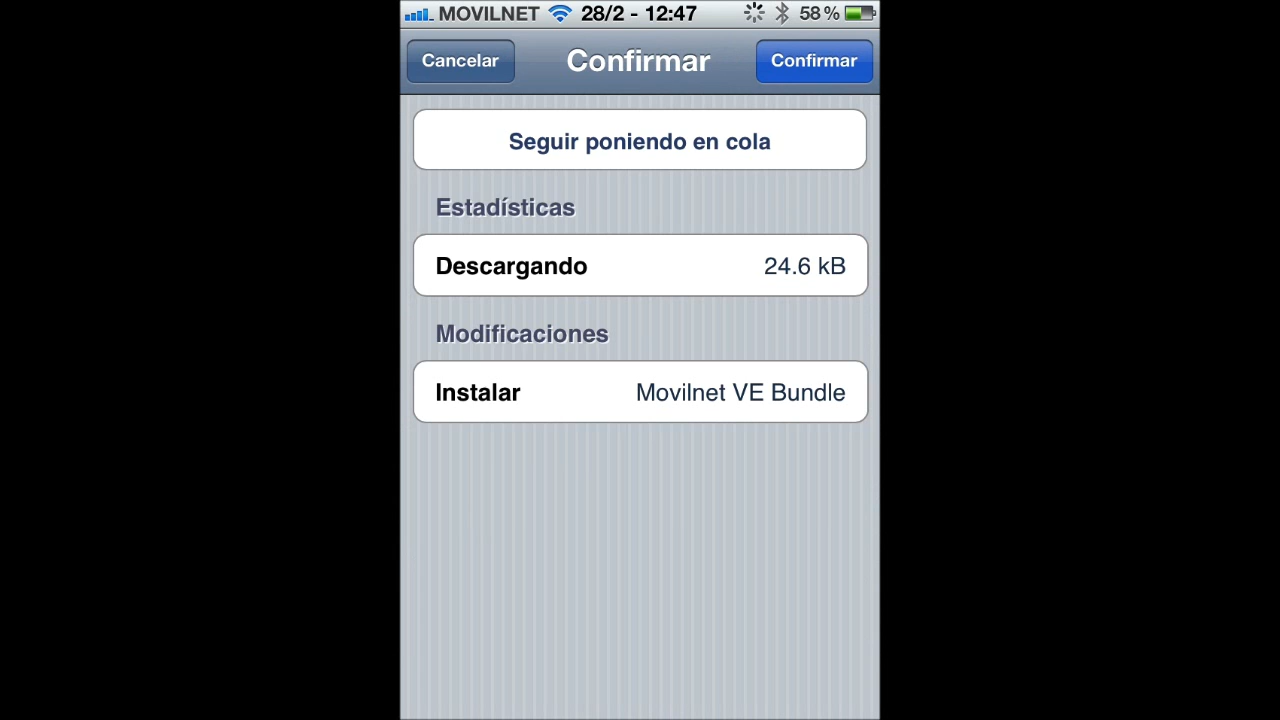 MOVILNET 28/2 - 12:47 58 %
Cancelar Confirmar Confirmar
Seguir poniendo en cola
Estadísticas
Descargando 24.6 kB
Modificaciones
Instalar Movilnet VE Bundle